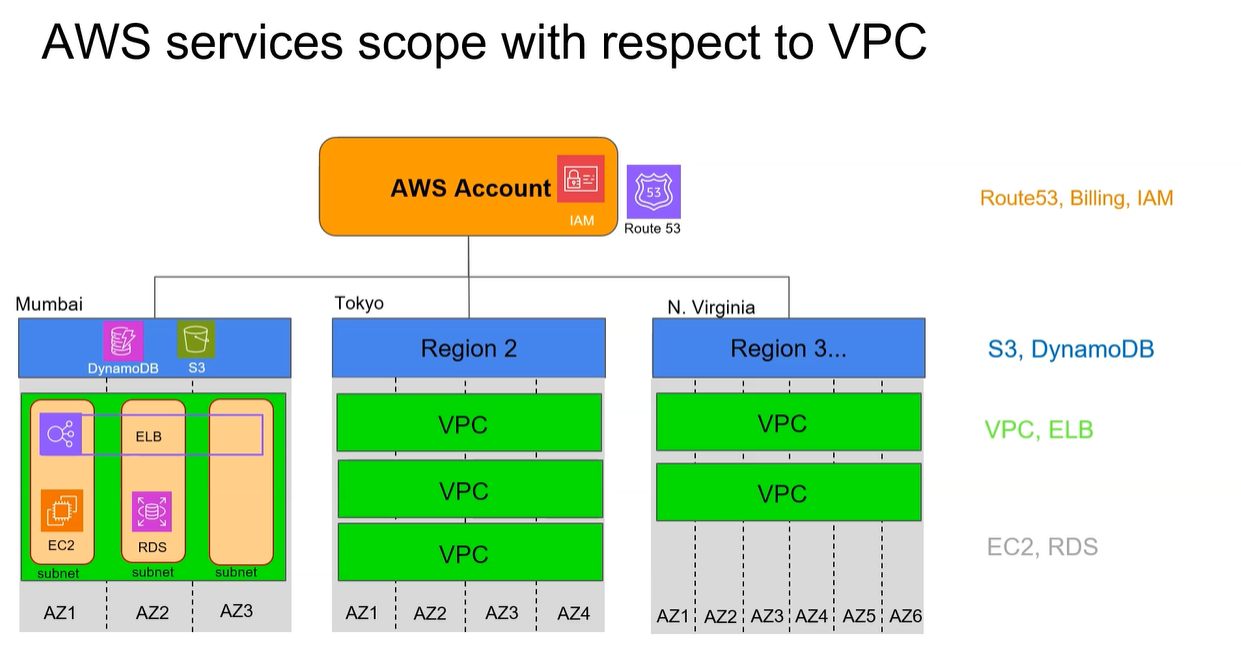 AWS services scope with respect to VPC
AWS Account
IAM
53
Route 53
Route53, Billing, IAM
Mumbai
Tokyo
N. Virginia
DynamoDB
S3
Region 2
Region 3...
S3, DynamoDB
ELB
EC2
RDS
subnet
subnet
subnet
VPC
VPC
VPC
VPC
VPC
VPC, ELB
EC2, RDS
AZ1
AZ2
AZ3
AZ1
AZ2
AZ3
AZ4
AZ1
AZ2
AZ3
AZ4
AZ5
AZ6